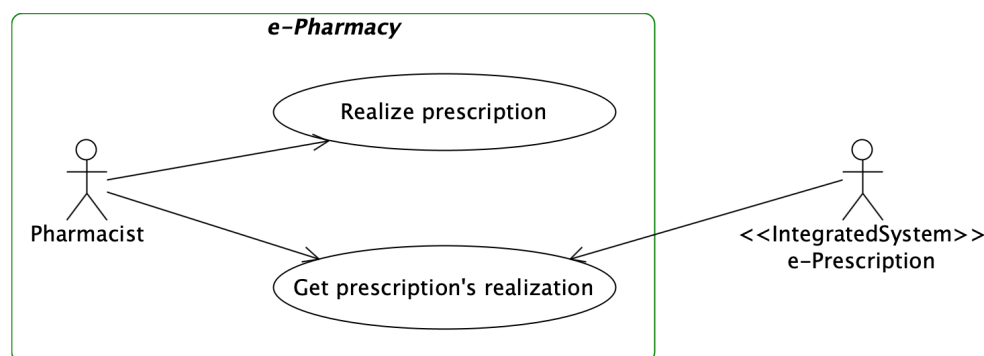 e-Pharmacy
Realize prescription
Pharmacist
<<IntegratedSystem>>
e-Prescription
Get prescription's realization